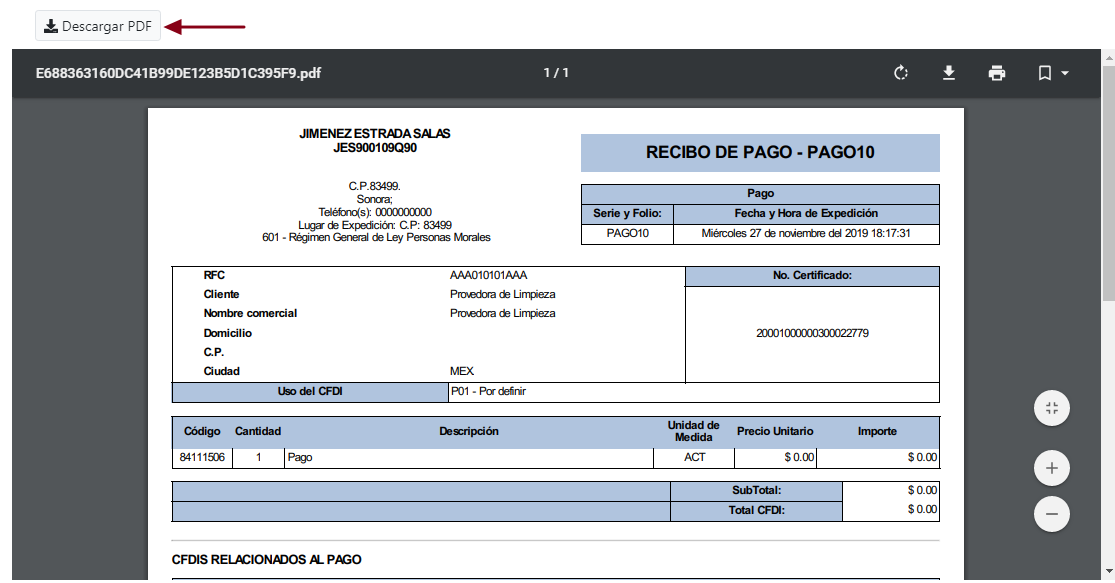 Descargar PDF
E688363160DC41B99DE123B5D1C395F9.pdf
1 / 1
JIMENEZ ESTRADA SALAS
JES900109Q90
RECIBO DE PAGO - PAGO10
C.P.83499.
Sonora;
Teléfono(s): 0000000000
Lugar de Expedición: C.P: 83499
601 - Régimen General de Ley Personas Morales
Pago
Serie y Folio: Fecha y Hora de Expedición
PAGO10 Miércoles 27 de noviembre del 2019 18:17:31
RFC AAA010101AAA No. Certificado:
Cliente Provedora de Limpieza
Nombre comercial Provedora de Limpieza
Domicilio 20001000000300022779
C.P.
Ciudad MEX
Uso del CFDI P01 - Por definir
Código Cantidad Descripción Unidad de Medida Precio Unitario Importe
84111506 1 Pago ACT $ 0.00 $ 0.00
SubTotal: $ 0.00
Total CFDI: $ 0.00
CFDIS RELACIONADOS AL PAGO